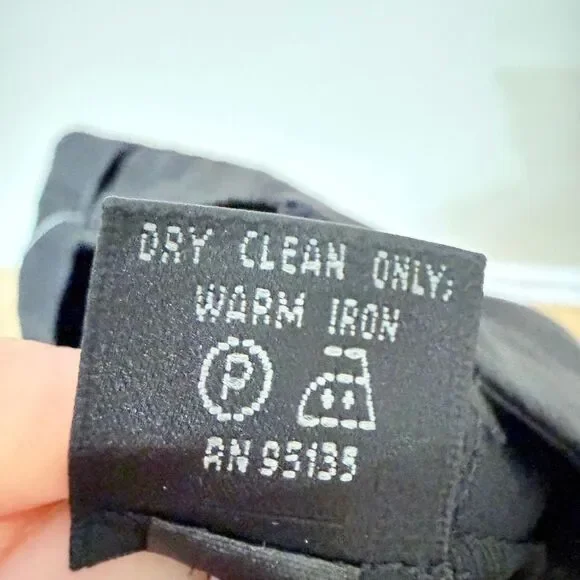 DRY CLEAN ONLY;
WARM IRON
P
RN 95135